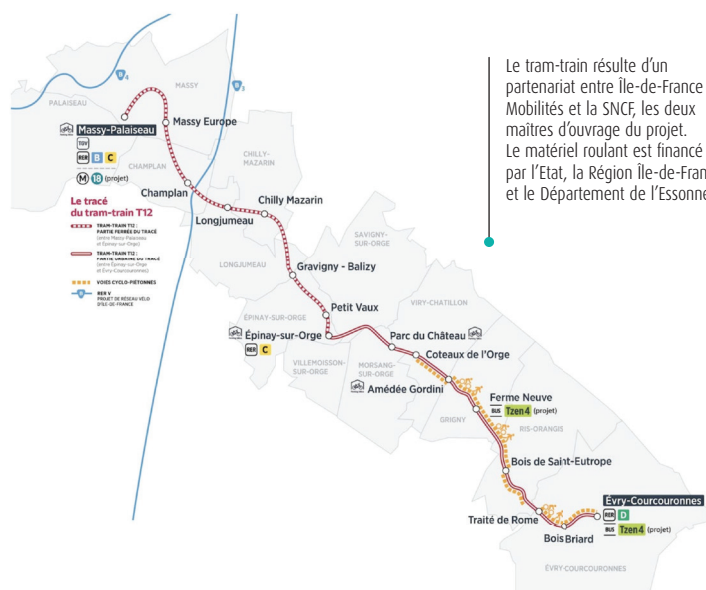 Le tram-train résulte d'un
partenariat entre Île-de-France
Mobilités et la SNCF, les deux
maîtres d'ouvrage du projet.
Le matériel roulant est financé
par l'Etat, la Région Île-de-Fran
et le Département de l'Essonne
R 4
MASSY
R 3
PALAISEAU
Massy-Palaiseau
Massy Europe
TGV
RER B C
M 18 (projet)
CHAMPLAN
CHILLY-
MAZARIN
Champlan
Chilly Mazarin
Longjumeau
Le tracé
du tram-train T12
TRAM-TRAIN T12 :
PARTIE FERRÉE DU TRACÉ
(entre Massy-Palaiseau
et Épinay-sur-Orge)
TRAM-TRAIN T12 :
PARTIE URBAINE DU TRACÉ
(entre Épinay-sur-Orge
et Évry-Courcouronnes)
VOIES CYCLO-PIÉTONNES
RER V
PROJET DE RÉSEAU VÉLO
D'ÎLE-DE-FRANCE
SAVIGNY-
SUR-ORGE
LONGJUMEAU
Gravigny - Balizy
VIRY-CHATILLON
Petit Vaux
ÉPINAY-SUR-ORGE
Épinay-sur-Orge
RER C
Parc du Château
Coteaux de l'Orge
VILLEMOISSON-
SUR-ORGE
MORSANG-
SUR-ORGE
Amédée Gordini
Ferme Neuve
BUS Tzen 4 (projet)
GRIGNY
RIS-ORANGIS
Bois de Saint-Eutrope
Évry-Courcouronnes
RER D
BUS Tzen 4 (projet)
Traité de Rome
Bois Briard
ÉVRY-COURCOURONNES